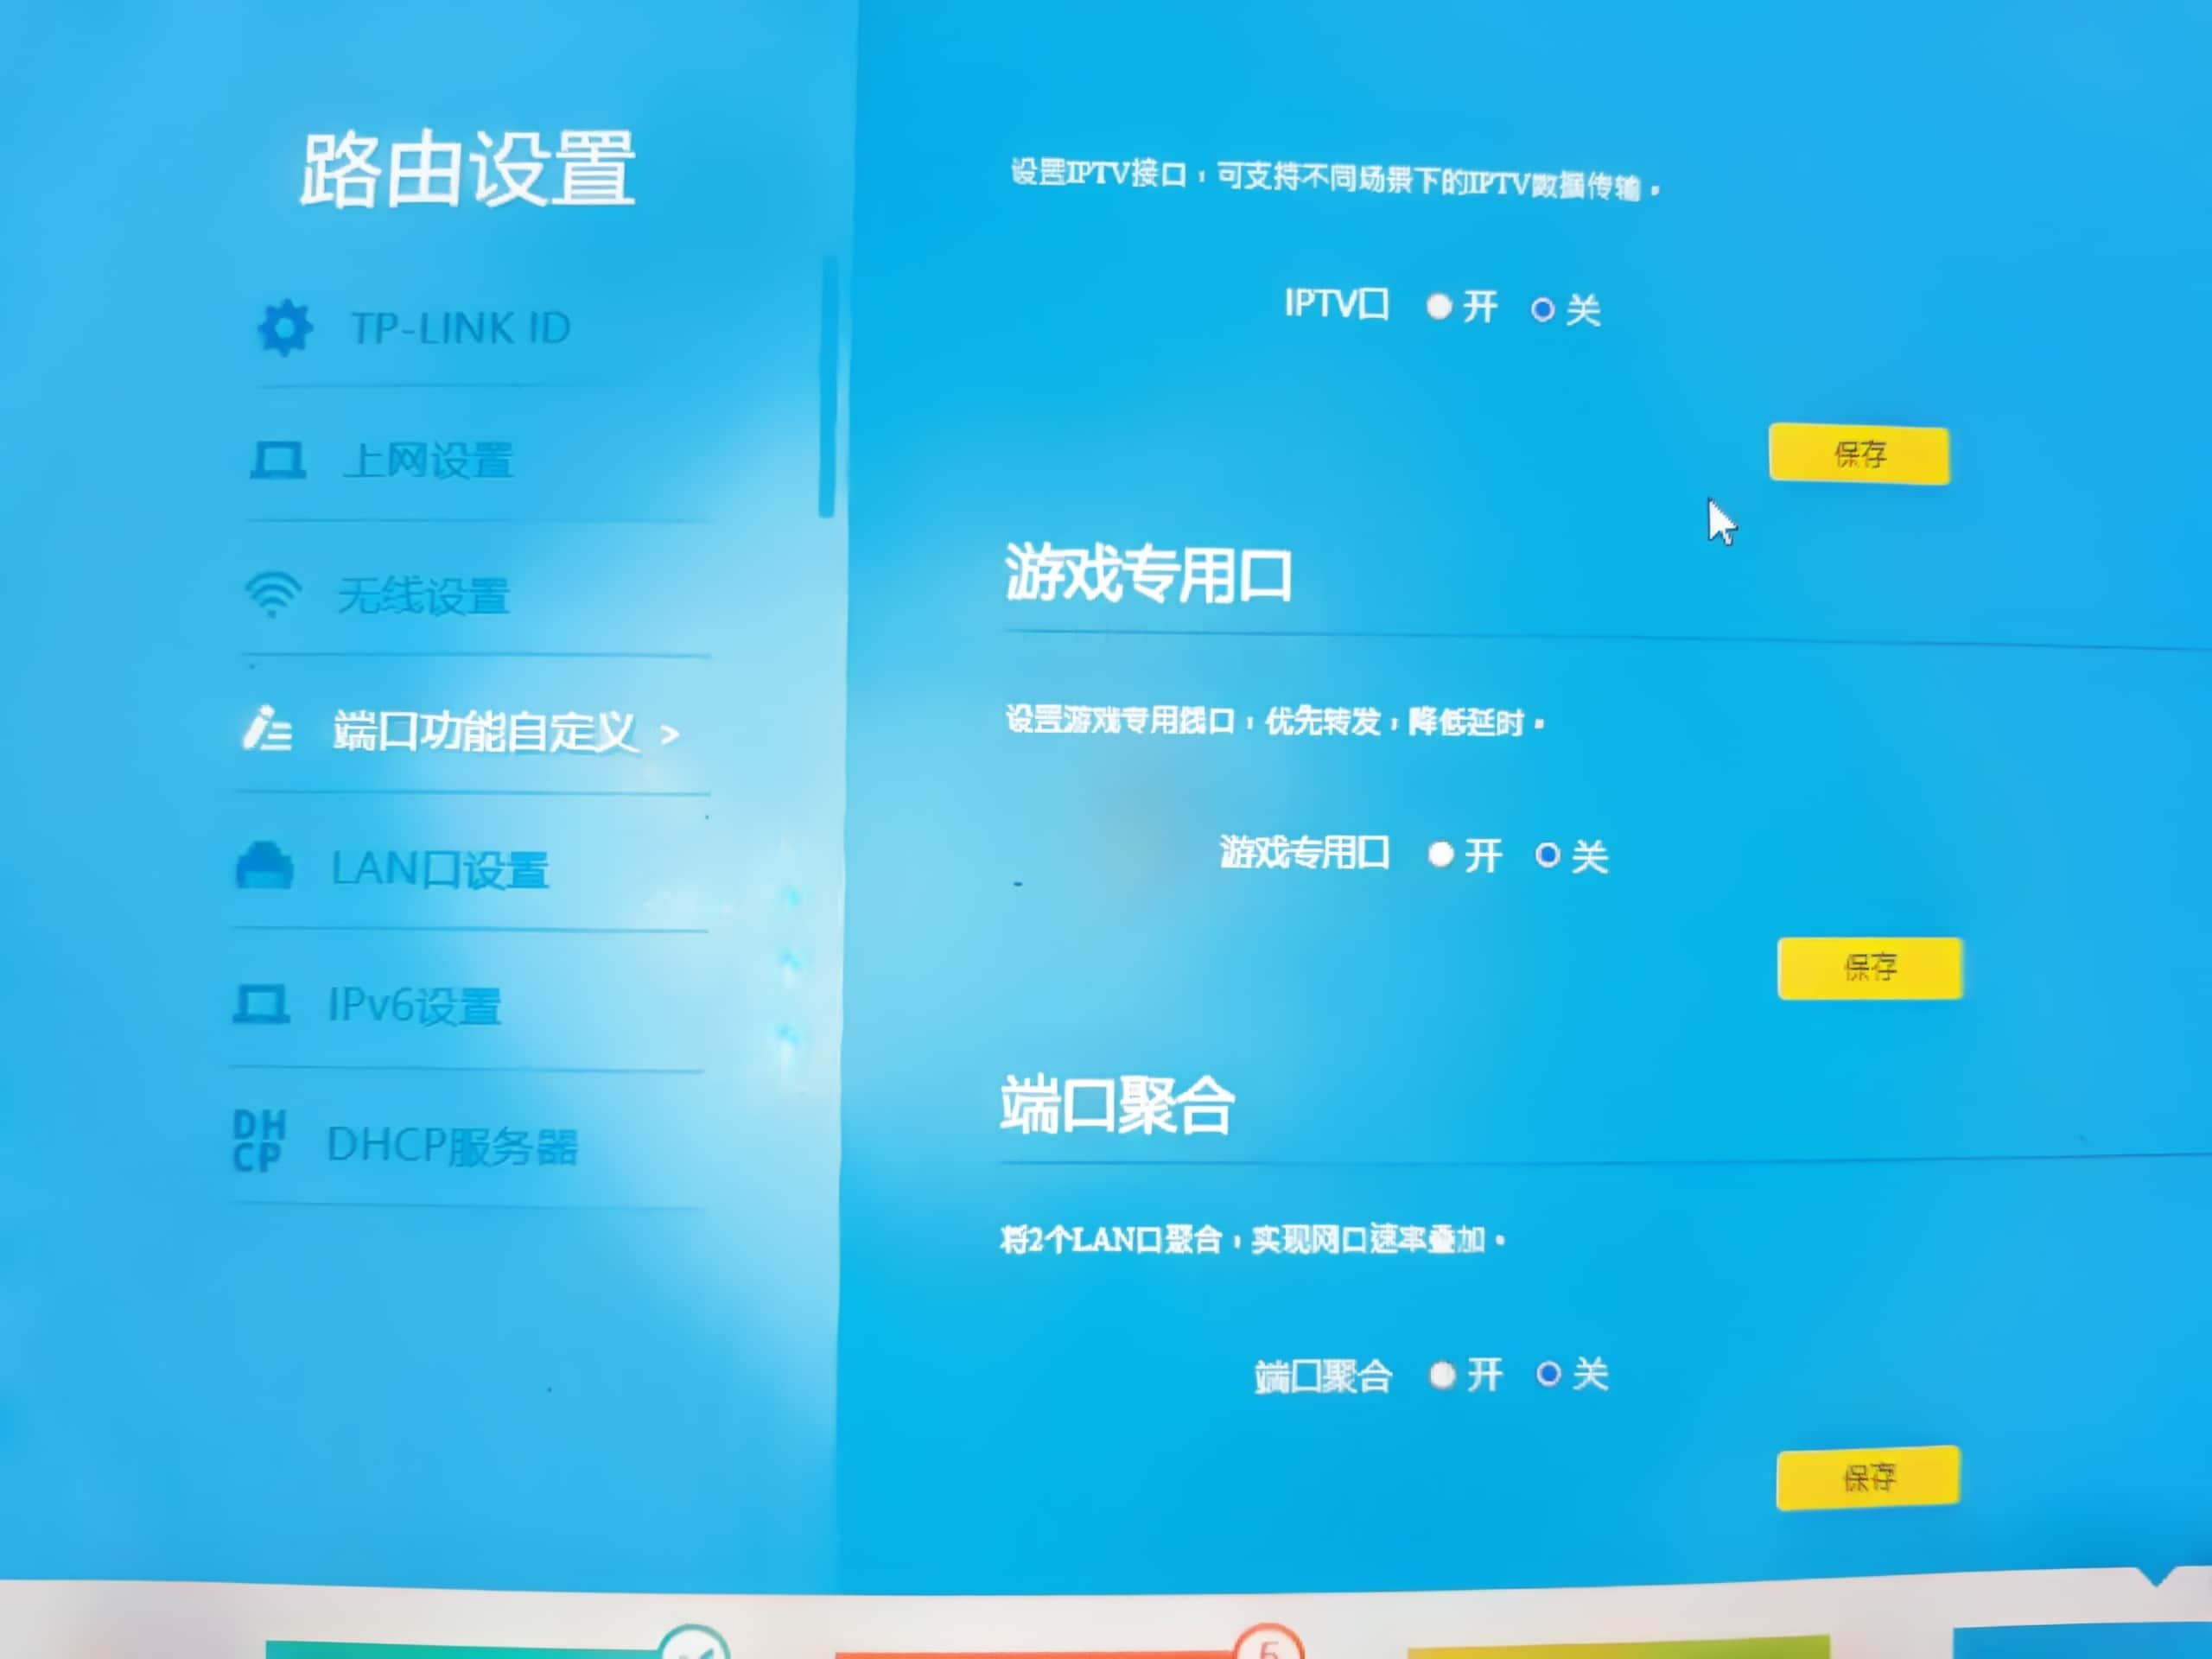 路由设置
TP-LINK ID
上网设置
无线设置
端口功能自定义 >
LAN口设置
IPv6设置
DHCP
DHCP服务器
设置IPTV接口，可支持不同场景下的IPTV数据传输。
IPTV口 开 关
保存
游戏专用口
设置游戏专用接口，优先转发，降低延时。
游戏专用口 开 关
保存
端口聚合
将2个LAN口聚合，实现网口速率叠加。
端口聚合 开 关
保存